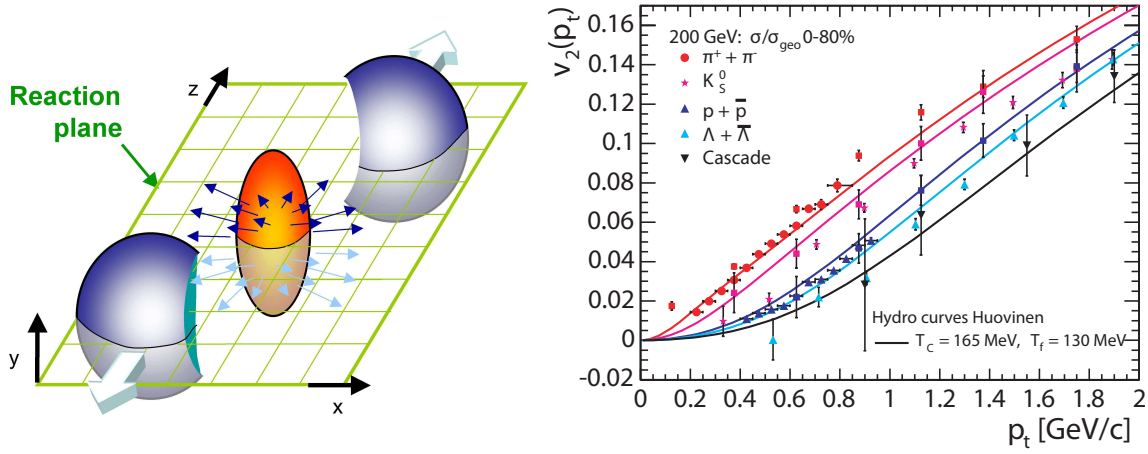 Reaction
plane
z
y
x
v₂(pₜ)
0.16
0.14
0.12
0.1
0.08
0.06
0.04
0.02
0
-0.02
200 GeV: σ/σgeo 0-80%
π⁺ + π⁻
K⁰S
p + p̅
Λ + Λ̅
Cascade
Hydro curves Huovinen
T_C = 165 MeV, T_f = 130 MeV
0 0.2 0.4 0.6 0.8 1 1.2 1.4 1.6 1.8 2
pₜ [GeV/c]